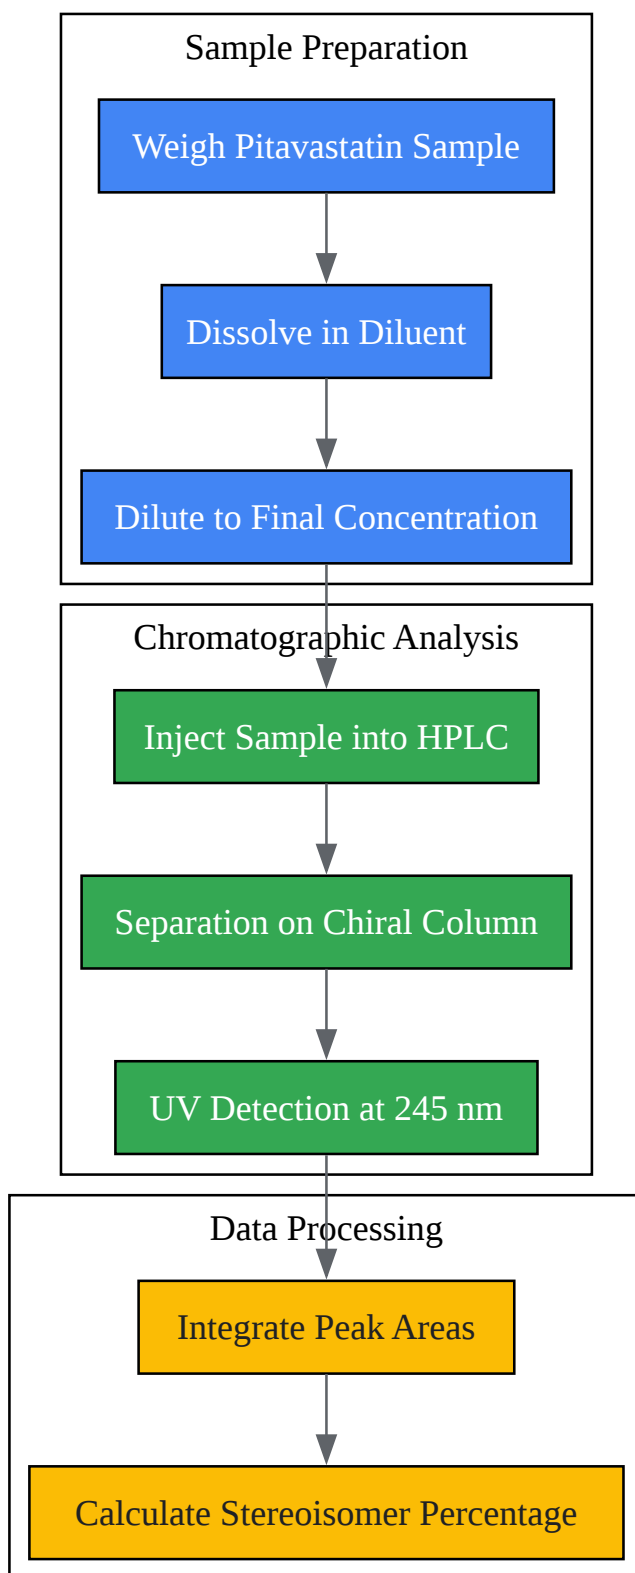 Sample Preparation
Weigh Pitavastatin Sample
Dissolve in Diluent
Dilute to Final Concentration
Chromatographic Analysis
Inject Sample into HPLC
Separation on Chiral Column
UV Detection at 245 nm
Data Processing
Integrate Peak Areas
Calculate Stereoisomer Percentage